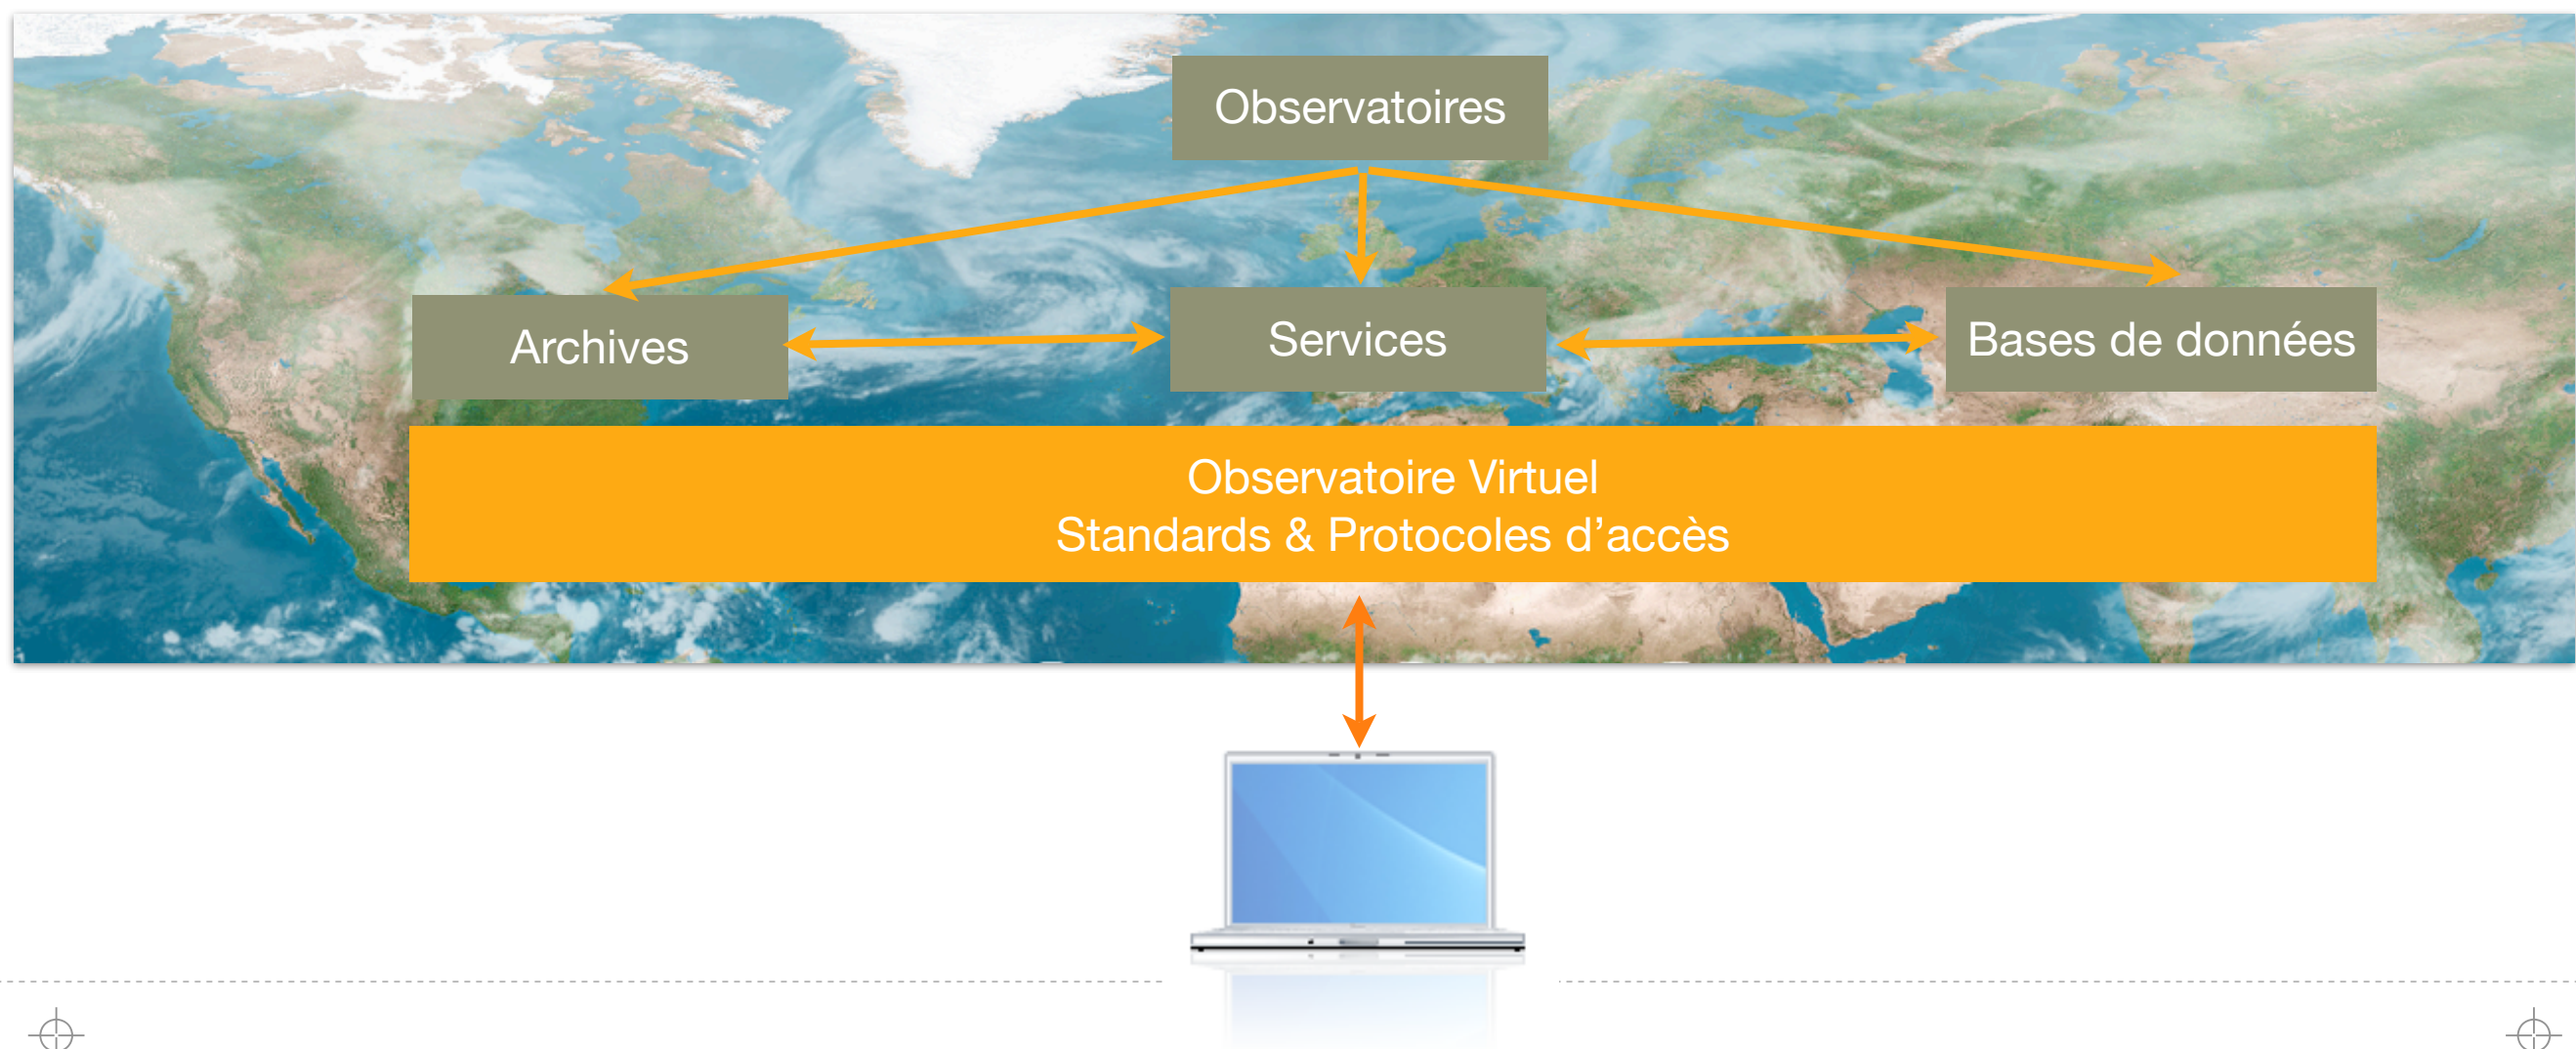 Observatoires
Archives
Services
Bases de données
Observatoire Virtuel
Standards & Protocoles d’accès